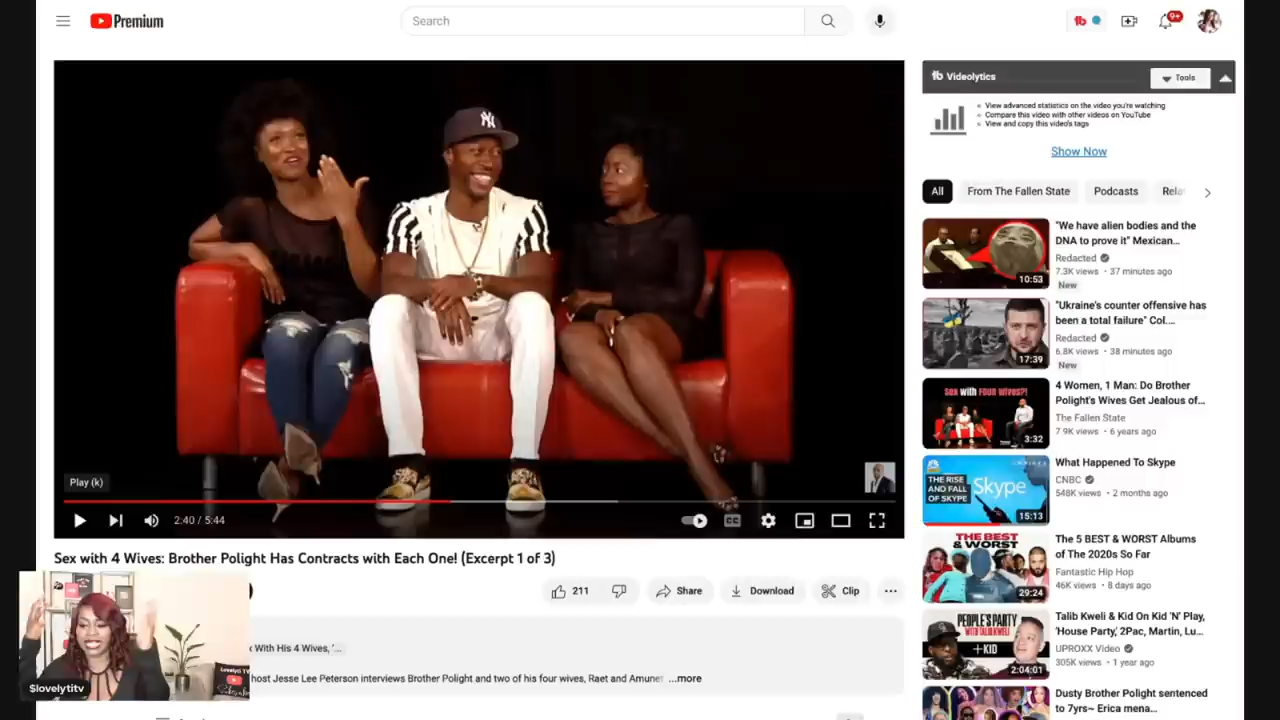 Premium
Search
9+
Play (k)
2:40 / 5:44
CC
Sex with 4 Wives: Brother Polight Has Contracts with Each One! (Excerpt 1 of 3)
211
Share
Download
Clip
With His 4 Wives, '...
host Jesse Lee Peterson interviews Brother Polight and two of his four wives, Raet and Amunet ...more
Slovelytitv
Videolytics
Tools
View advanced statistics on the video you're watching
Compare this video with other videos on YouTube
View and copy this video's tags
Show Now
All
From The Fallen State
Podcasts
Rela
"We have alien bodies and the
DNA to prove it" Mexican...
Redacted
7.3K views • 37 minutes ago
New
10:53
"Ukraine's counter offensive has
been a total failure" Col....
Redacted
6.8K views • 38 minutes ago
New
17:39
Sex with FOUR WIVES?!
4 Women, 1 Man: Do Brother
Polight's Wives Get Jealous of...
The Fallen State
7.9K views • 6 years ago
3:32
THE RISE
AND FALL
OF SKYPE
What Happened To Skype
CNBC
548K views • 2 months ago
15:13
THE BEST
& WORST
The 5 BEST & WORST Albums
of The 2020s So Far
Fantastic Hip Hop
46K views • 8 days ago
29:24
PEOPLE'S PARTY
WITH TALIB KWELI
+KID
Talib Kweli & Kid On Kid 'N' Play,
'House Party,' 2Pac, Martin, Lu...
UPROXX Video
305K views • 1 year ago
2:04:01
Dusty Brother Polight sentenced
to 7yrs~ Erica mena...